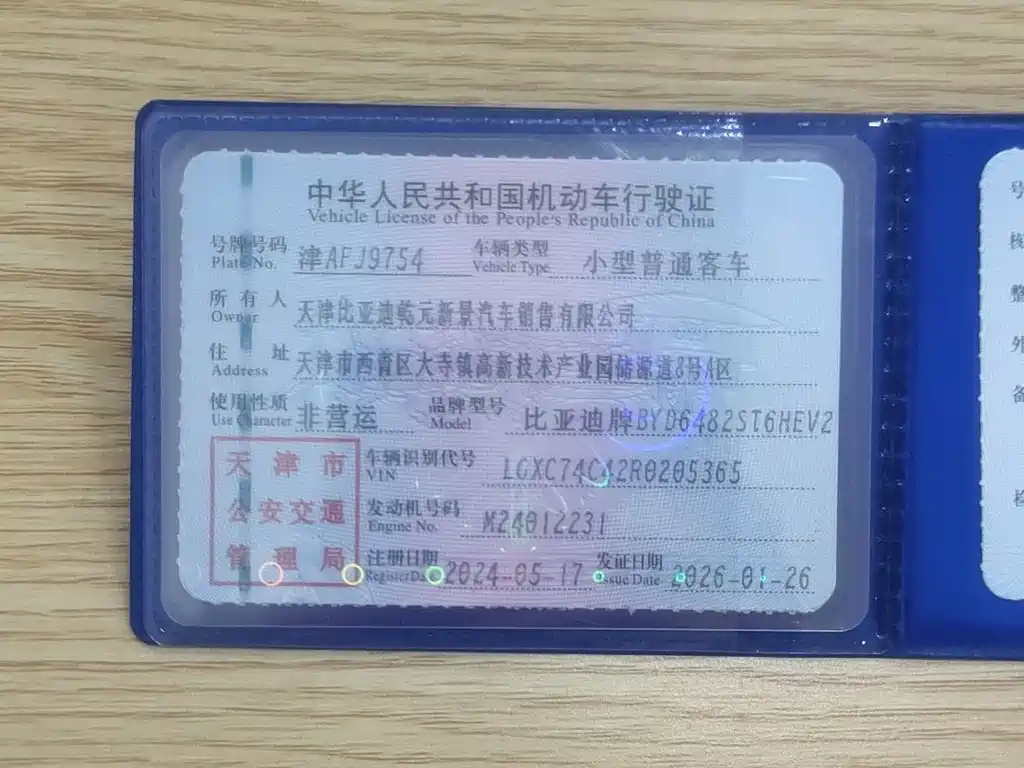 中华人民共和国机动车行驶证
Vehicle License of the People's Republic of China
号牌号码 津AFJ9754 车辆类型 小型普通客车
Plate No. Vehicle Type
所有人 天津比亚迪乾元新景汽车销售有限公司
Owner
住址 天津市西青区大寺镇高新技术产业园储源道8号A区
Address
使用性质 非营运 品牌型号 比亚迪牌BYD6482ST6HEV2
Use Character Model
天津市
公安交通
管理局
车辆识别代号 LGXC74C42R0205365
VIN
发动机号码 M24012231
Engine No.
注册日期 2024-05-17 发证日期 2026-01-26
Register Date Issue Date
号
核
整
外
备
检